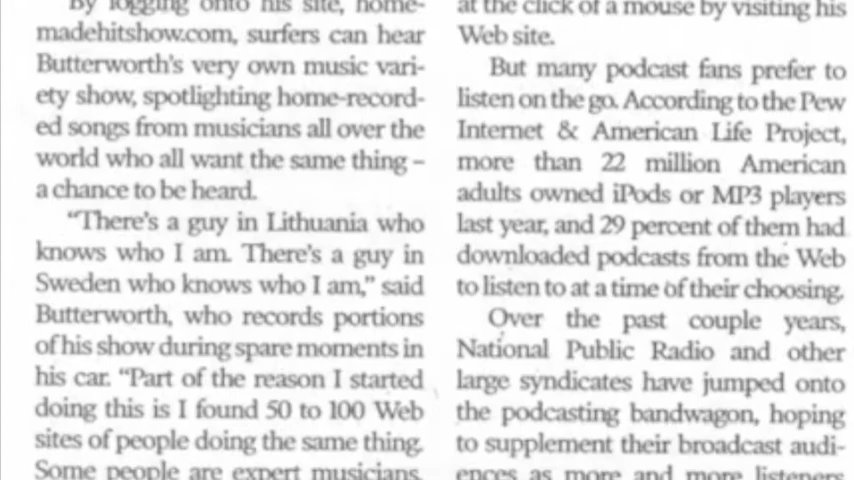 By logging onto his site, home-
madehitshow.com, surfers can hear
Butterworth's very own music vari-
ety show, spotlighting home-record-
ed songs from musicians all over the
world who all want the same thing –
a chance to be heard.
"There's a guy in Lithuania who
knows who I am. There's a guy in
Sweden who knows who I am," said
Butterworth, who records portions
of his show during spare moments in
his car. "Part of the reason I started
doing this is I found 50 to 100 Web
sites of people doing the same thing.
Some people are expert musicians,
at the click of a mouse by visiting his
Web site.
But many podcast fans prefer to
listen on the go. According to the Pew
Internet & American Life Project,
more than 22 million American
adults owned iPods or MP3 players
last year, and 29 percent of them had
downloaded podcasts from the Web
to listen to at a time of their choosing.
Over the past couple years,
National Public Radio and other
large syndicates have jumped onto
the podcasting bandwagon, hoping
to supplement their broadcast audi-
ences as more and more listeners